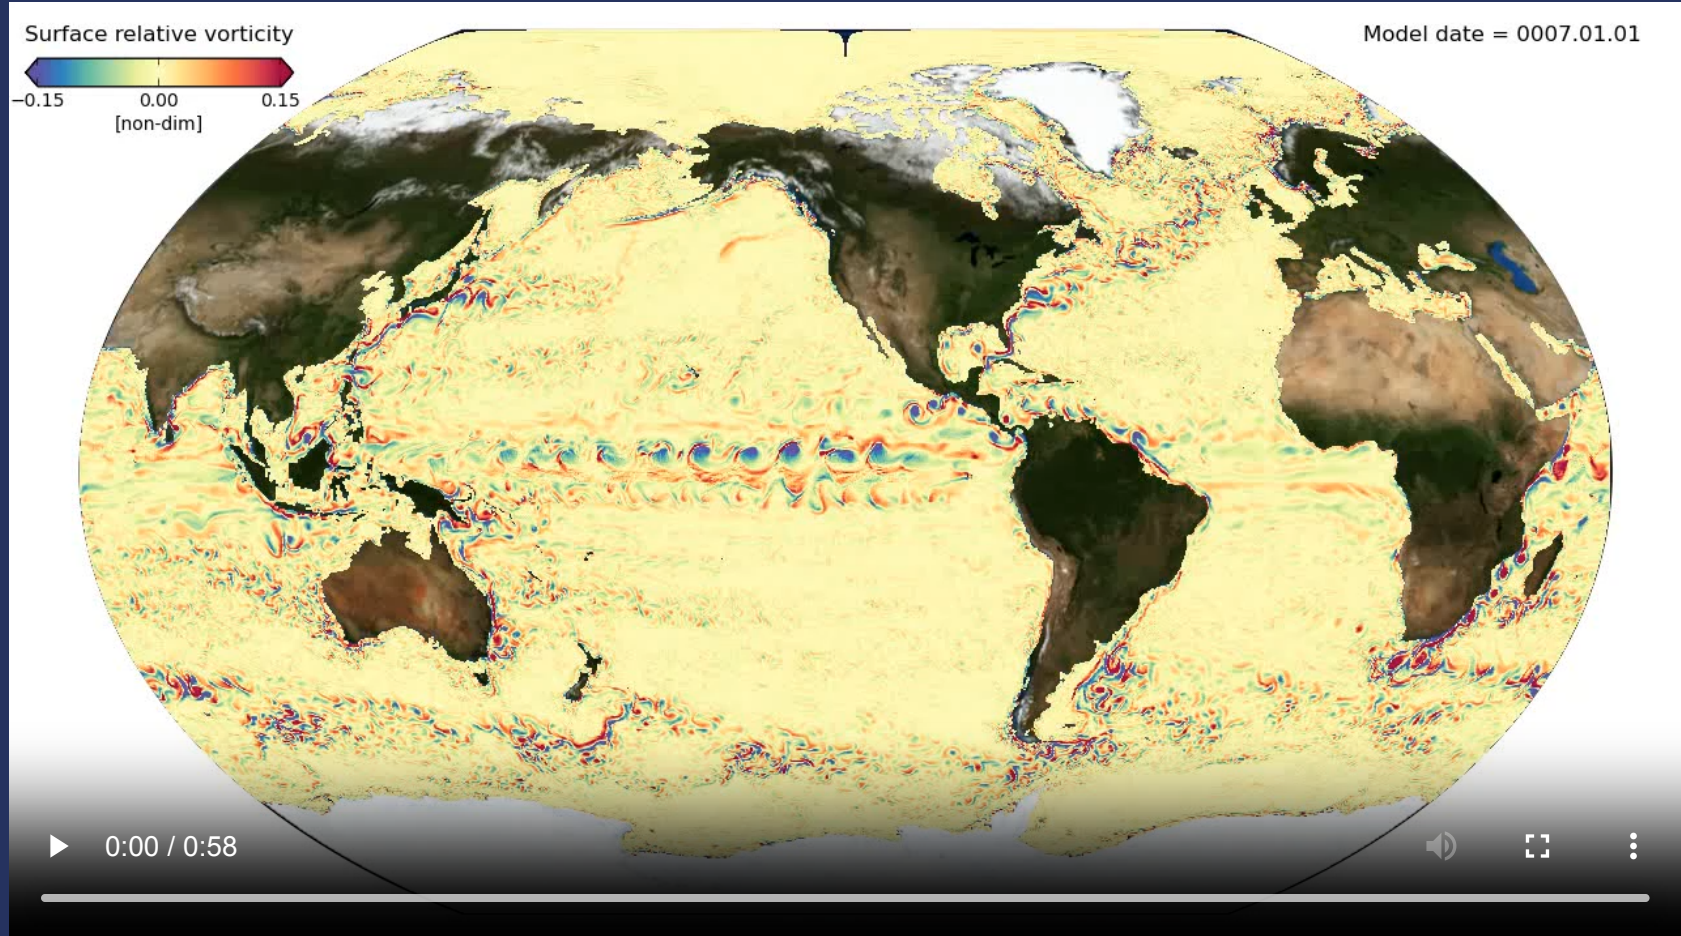 Surface relative vorticity
Model date = 0007.01.01
−0.15 0.00 0.15
[non-dim]
0:00 / 0:58